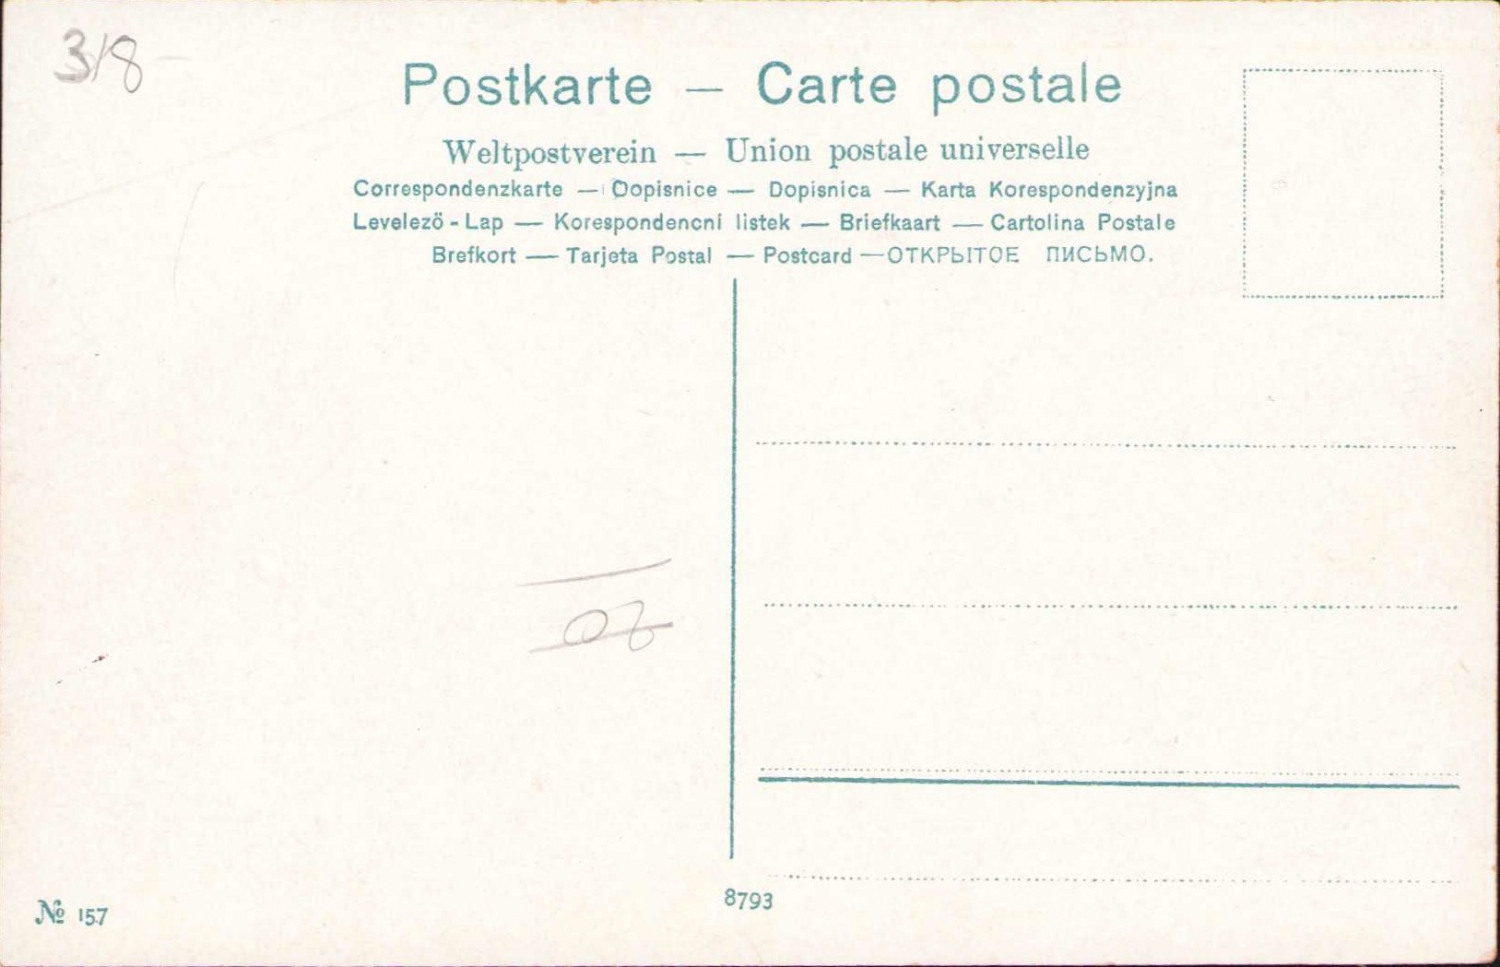 3/8
Postkarte — Carte postale
Weltpostverein — Union postale universelle
Correspondenzkarte — Dopisnice — Dopisnica — Karta Korespondenzyjna
Levelezö-Lap — Korespondencní listek — Briefkaart — Cartolina Postale
Brefkort — Tarjeta Postal — Postcard — ОТКРЫТОЕ ПИСЬМО.
8793
№ 157